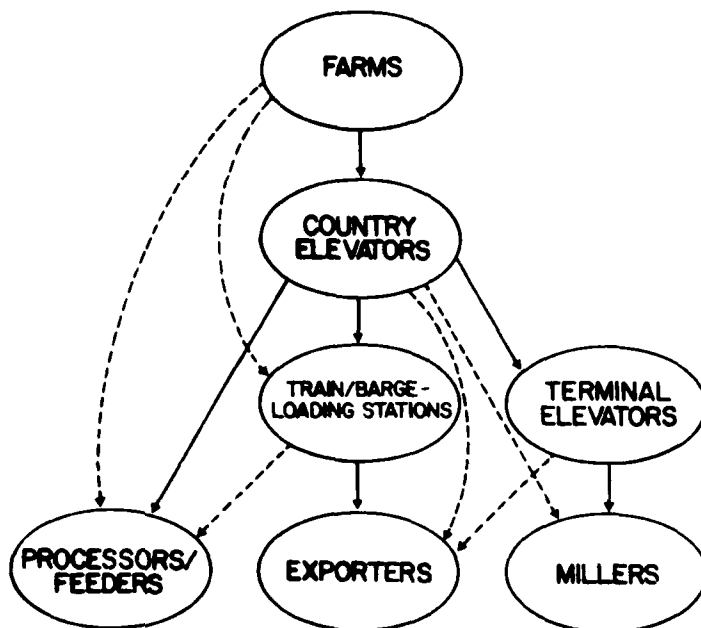 FARMS
COUNTRY
ELEVATORS
TRAIN/BARGE-
LOADING STATIONS
TERMINAL
ELEVATORS
PROCESSORS/
FEEDERS
EXPORTERS
MILLERS